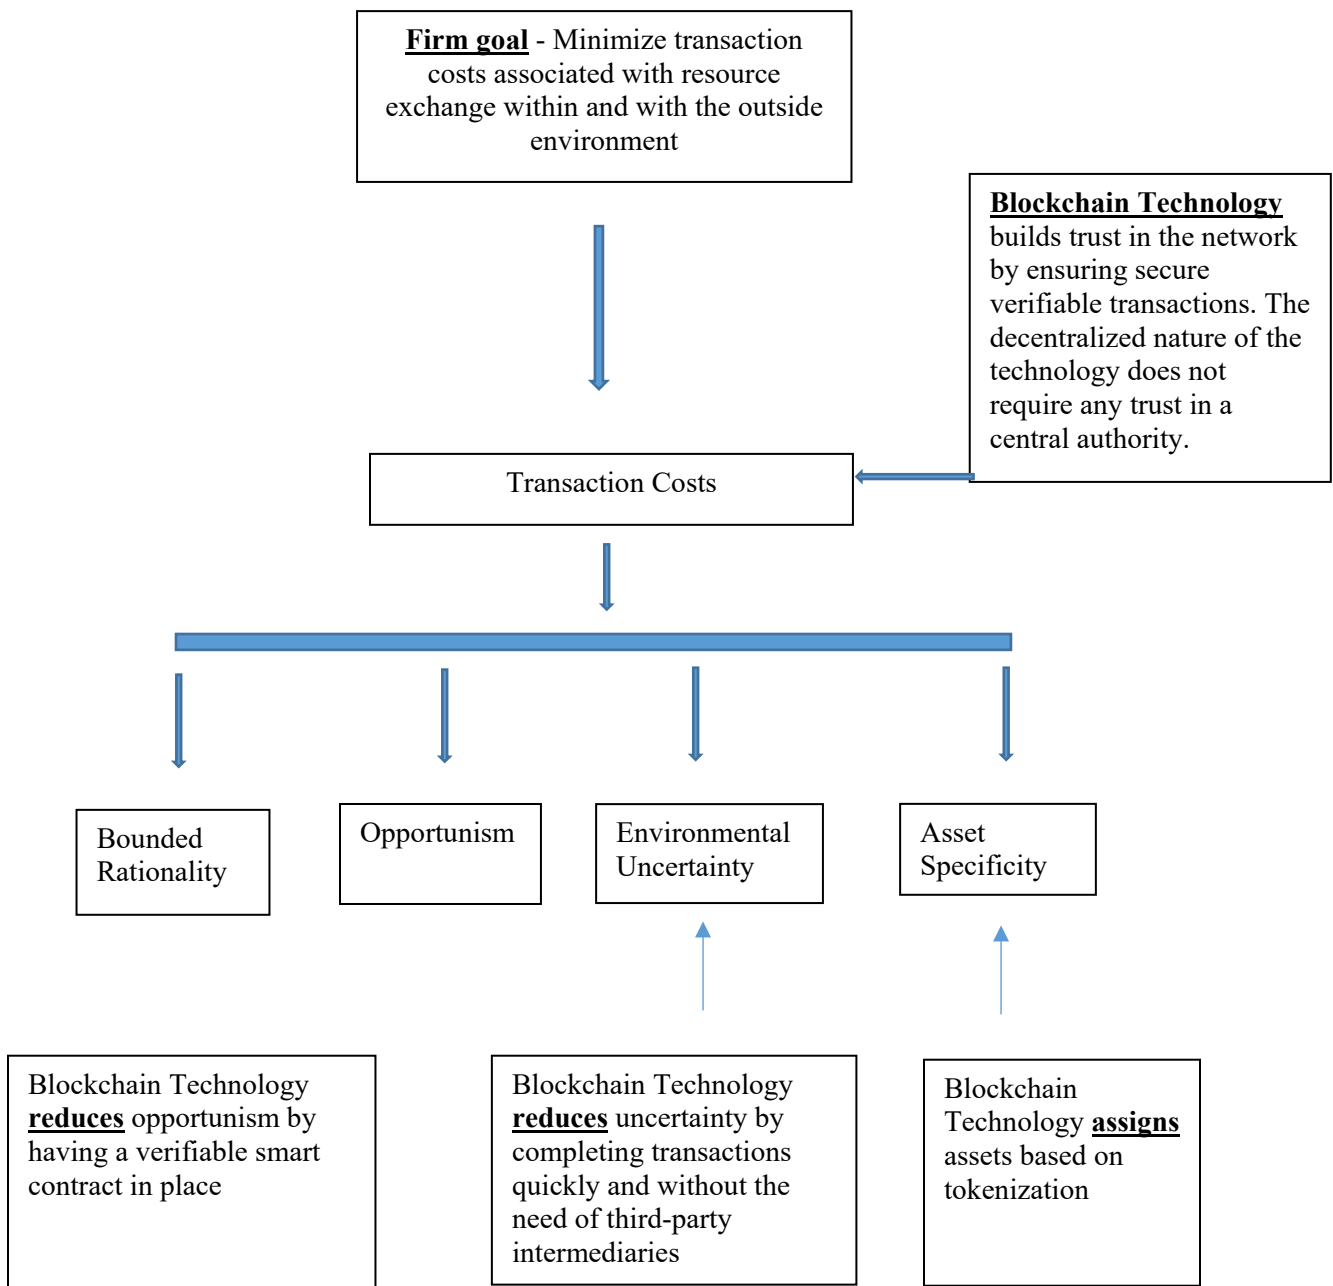 Firm goal - Minimize transaction
costs associated with resource
exchange within and with the outside
environment
Blockchain Technology
builds trust in the network
by ensuring secure
verifiable transactions. The
decentralized nature of the
technology does not
require any trust in a
central authority.
Transaction Costs
Bounded
Rationality
Opportunism
Environmental
Uncertainty
Asset
Specificity
Blockchain Technology
reduces opportunism by
having a verifiable smart
contract in place
Blockchain Technology
reduces uncertainty by
completing transactions
quickly and without the
need of third-party
intermediaries
Blockchain
Technology assigns
assets based on
tokenization